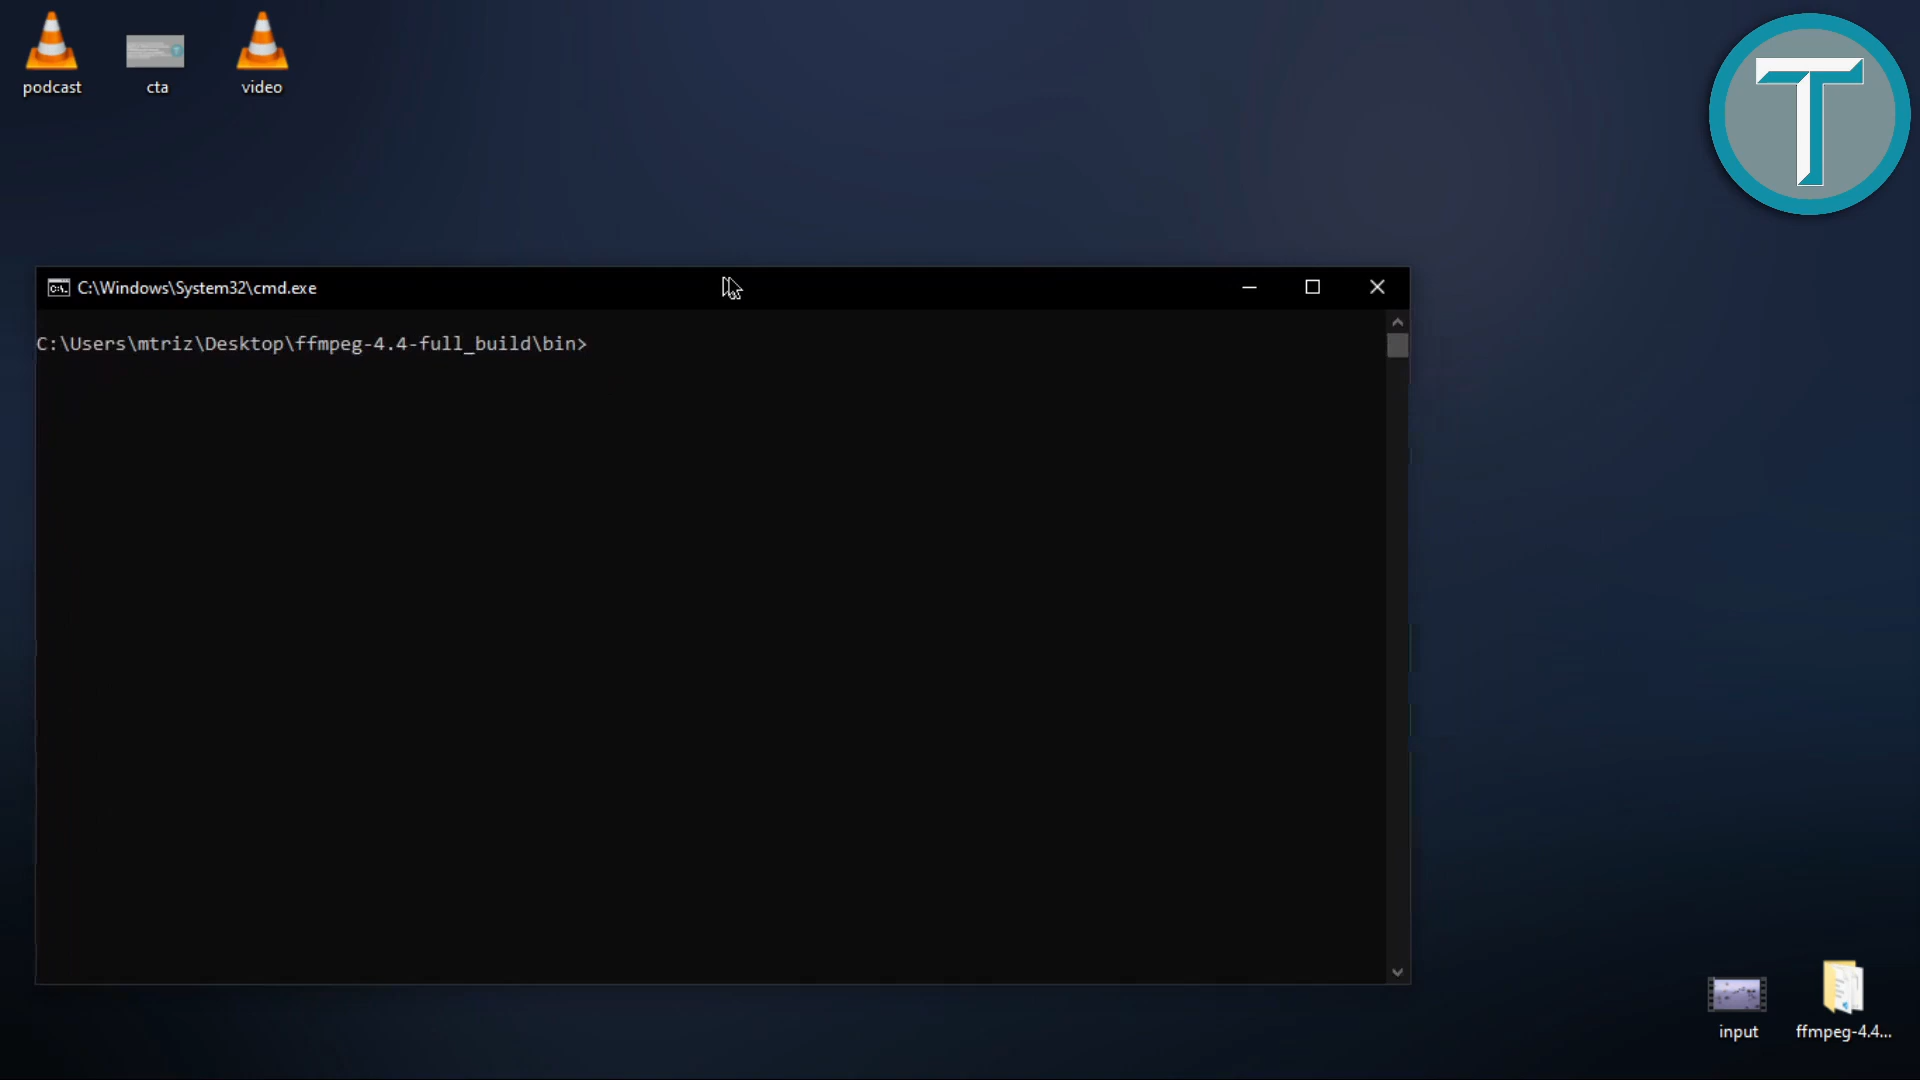 podcast
cta
video
T
C:\Windows\System32\cmd.exe
C:\Users\mtriz\Desktop\ffmpeg-4.4-full_build\bin>
input
ffmpeg-4.4...